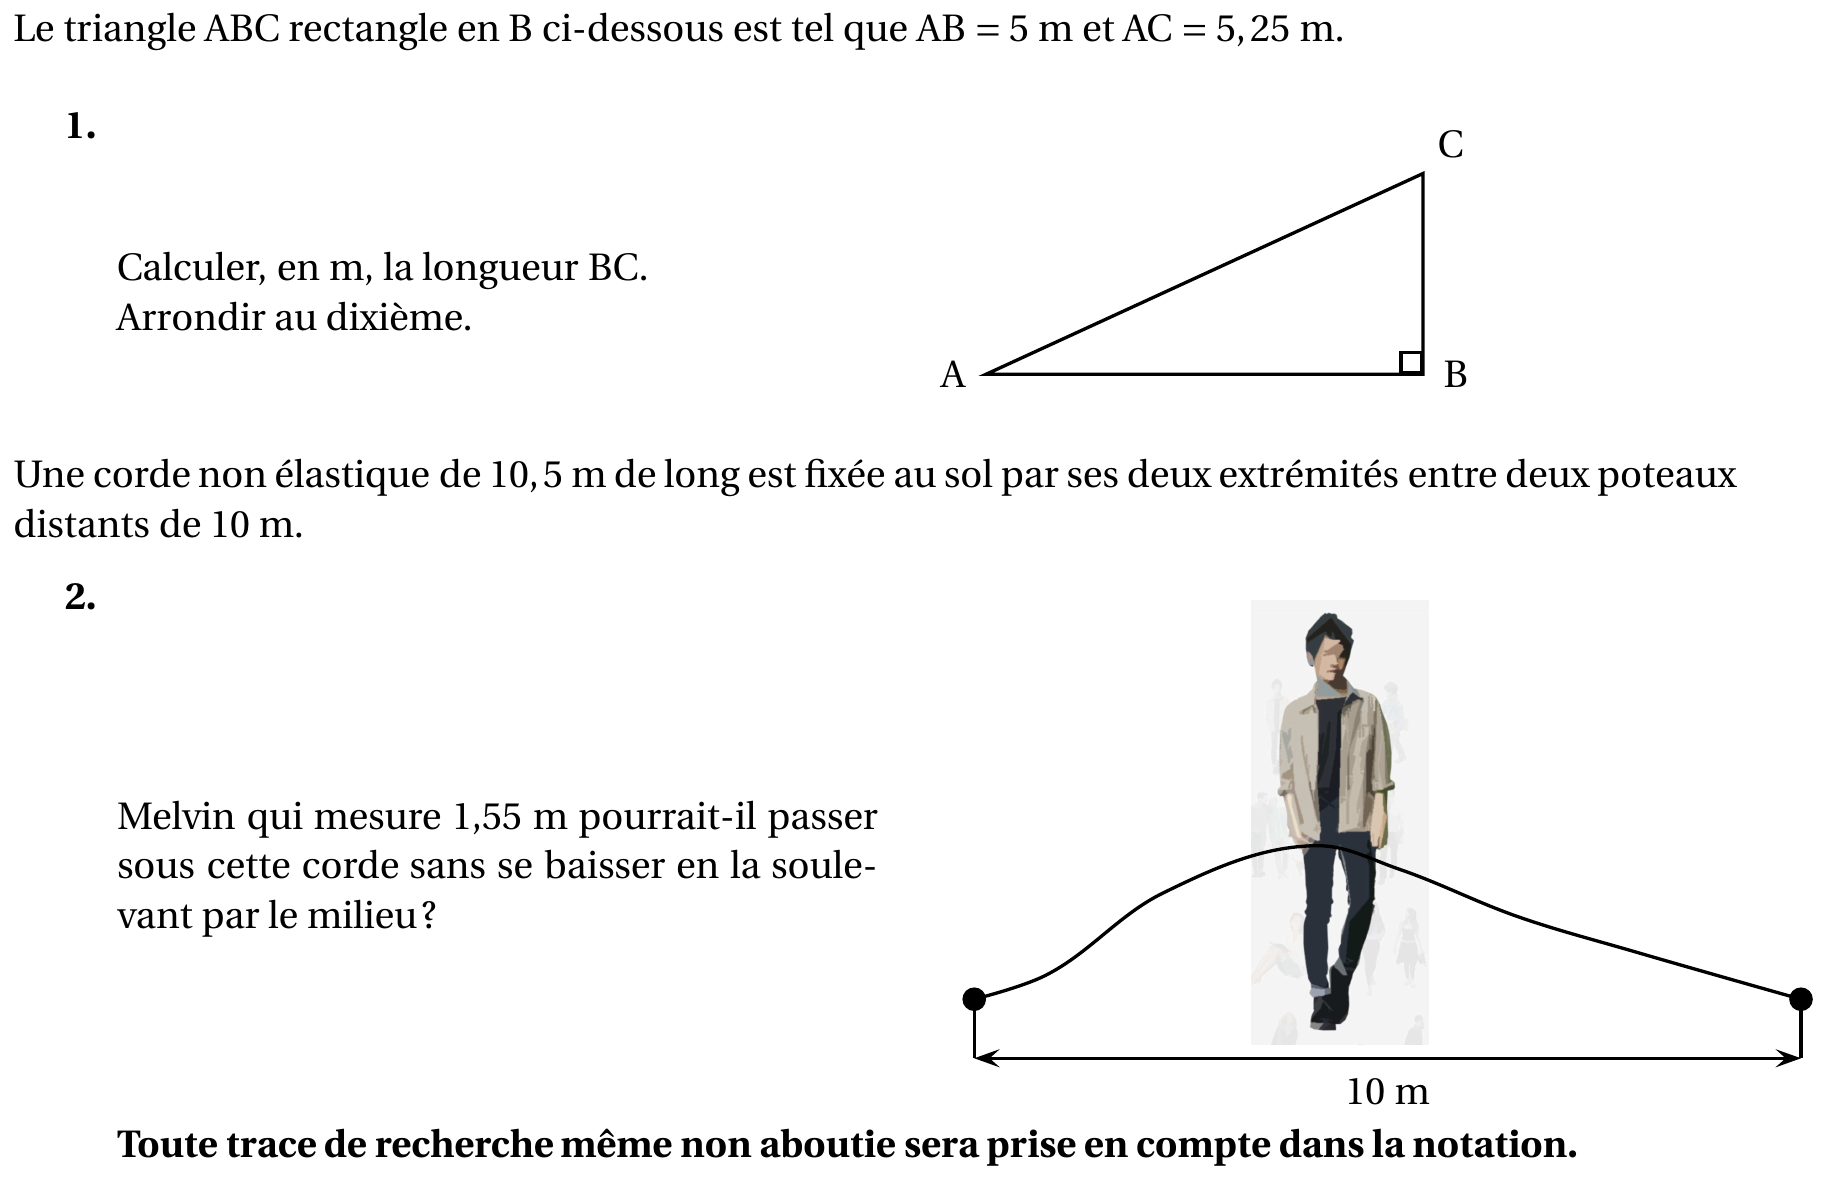 Le triangle ABC rectangle en B ci-dessous est tel que AB = 5 m et AC = 5,25 m.
1.
C
Calculer, en m, la longueur BC.
Arrondir au dixième.
A
B
Une corde non élastique de 10,5 m de long est fixée au sol par ses deux extrémités entre deux poteaux
distants de 10 m.
2.
Melvin qui mesure 1,55 m pourrait-il passer
sous cette corde sans se baisser en la soule-
vant par le milieu ?
10 m
Toute trace de recherche même non aboutie sera prise en compte dans la notation.